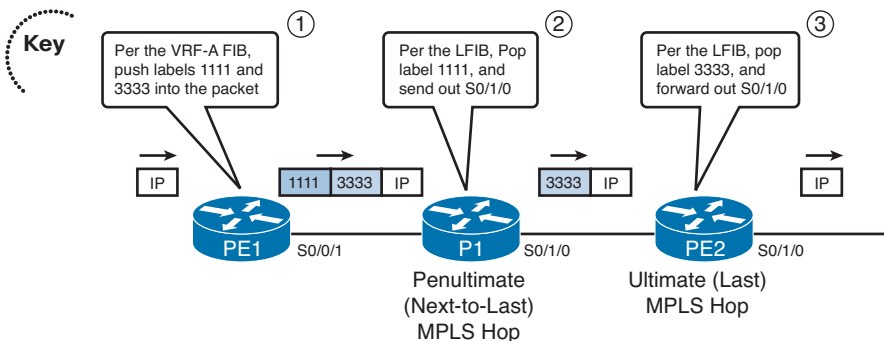 Key
1
Per the VRF-A FIB,
push labels 1111 and
3333 into the packet
2
Per the LFIB, Pop
label 1111, and
send out S0/1/0
3
Per the LFIB, pop
label 3333, and
forward out S0/1/0
IP
1111 3333 IP
3333 IP
IP
PE1
S0/0/1
P1
S0/1/0
PE2
S0/1/0
Penultimate
(Next-to-Last)
MPLS Hop
Ultimate (Last)
MPLS Hop